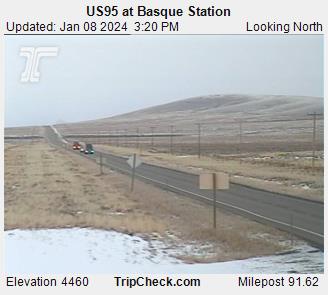 US95 at Basque Station
Updated: Jan 08 2024 3:20 PM Looking North
Elevation 4460 TripCheck.com Milepost 91.62